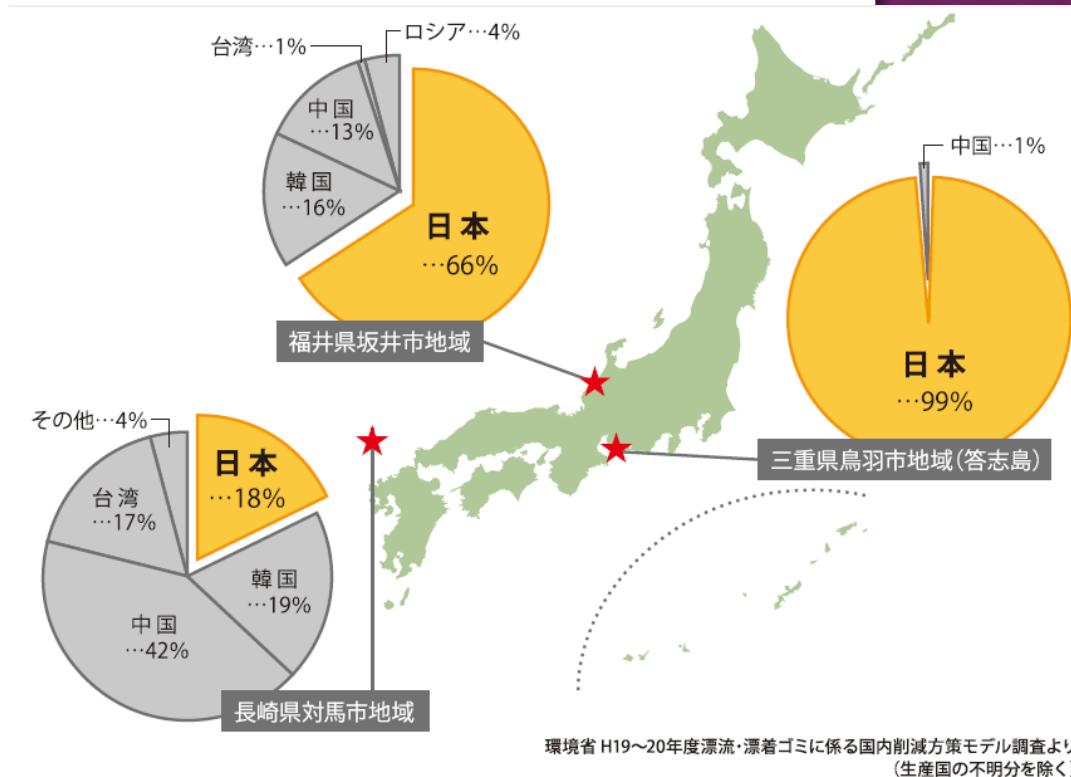 台湾…1%
ロシア…4%
中国
…13%
韓国
…16%
日本
…66%
福井県坂井市地域
中国…1%
日本
…99%
三重県鳥羽市地域（答志島）
その他…4%
日本
…18%
台湾
…17%
韓国
…19%
中国
…42%
長崎県対馬市地域
環境省 H19～20年度漂流・漂着ゴミに係る国内削減方策モデル調査より
（生産国の不明分を除く）